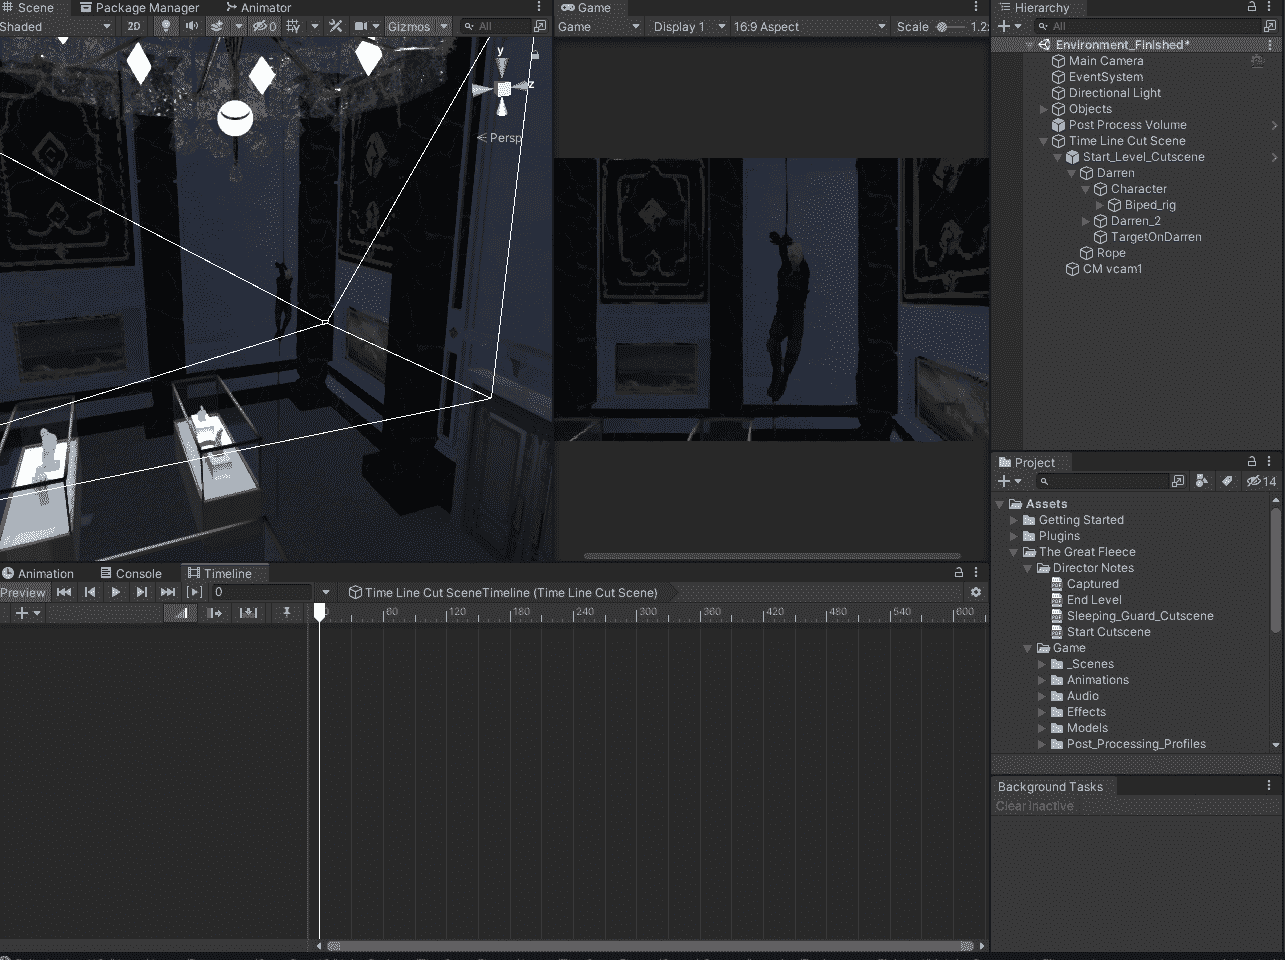 Scene
Package Manager
Animator
Shaded
2D
0
Gizmos
All
y
z
Persp
Game
Game
Display 1
16:9 Aspect
Scale
1.2
Hierarchy
All
Environment_Finished*
Main Camera
EventSystem
Directional Light
Objects
Post Process Volume
Time Line Cut Scene
Start_Level_Cutscene
Darren
Character
Biped_rig
Darren_2
TargetOnDarren
Rope
CM vcam1
Project
14
Assets
Getting Started
Plugins
The Great Fleece
Director Notes
Captured
End Level
Sleeping_Guard_Cutscene
Start Cutscene
Game
_Scenes
Animations
Audio
Effects
Models
Post_Processing_Profiles
Background Tasks
Clear inactive
Animation
Console
Timeline
Preview
0
Time Line Cut SceneTimeline (Time Line Cut Scene)
60
120
180
240
300
360
420
480
540
600